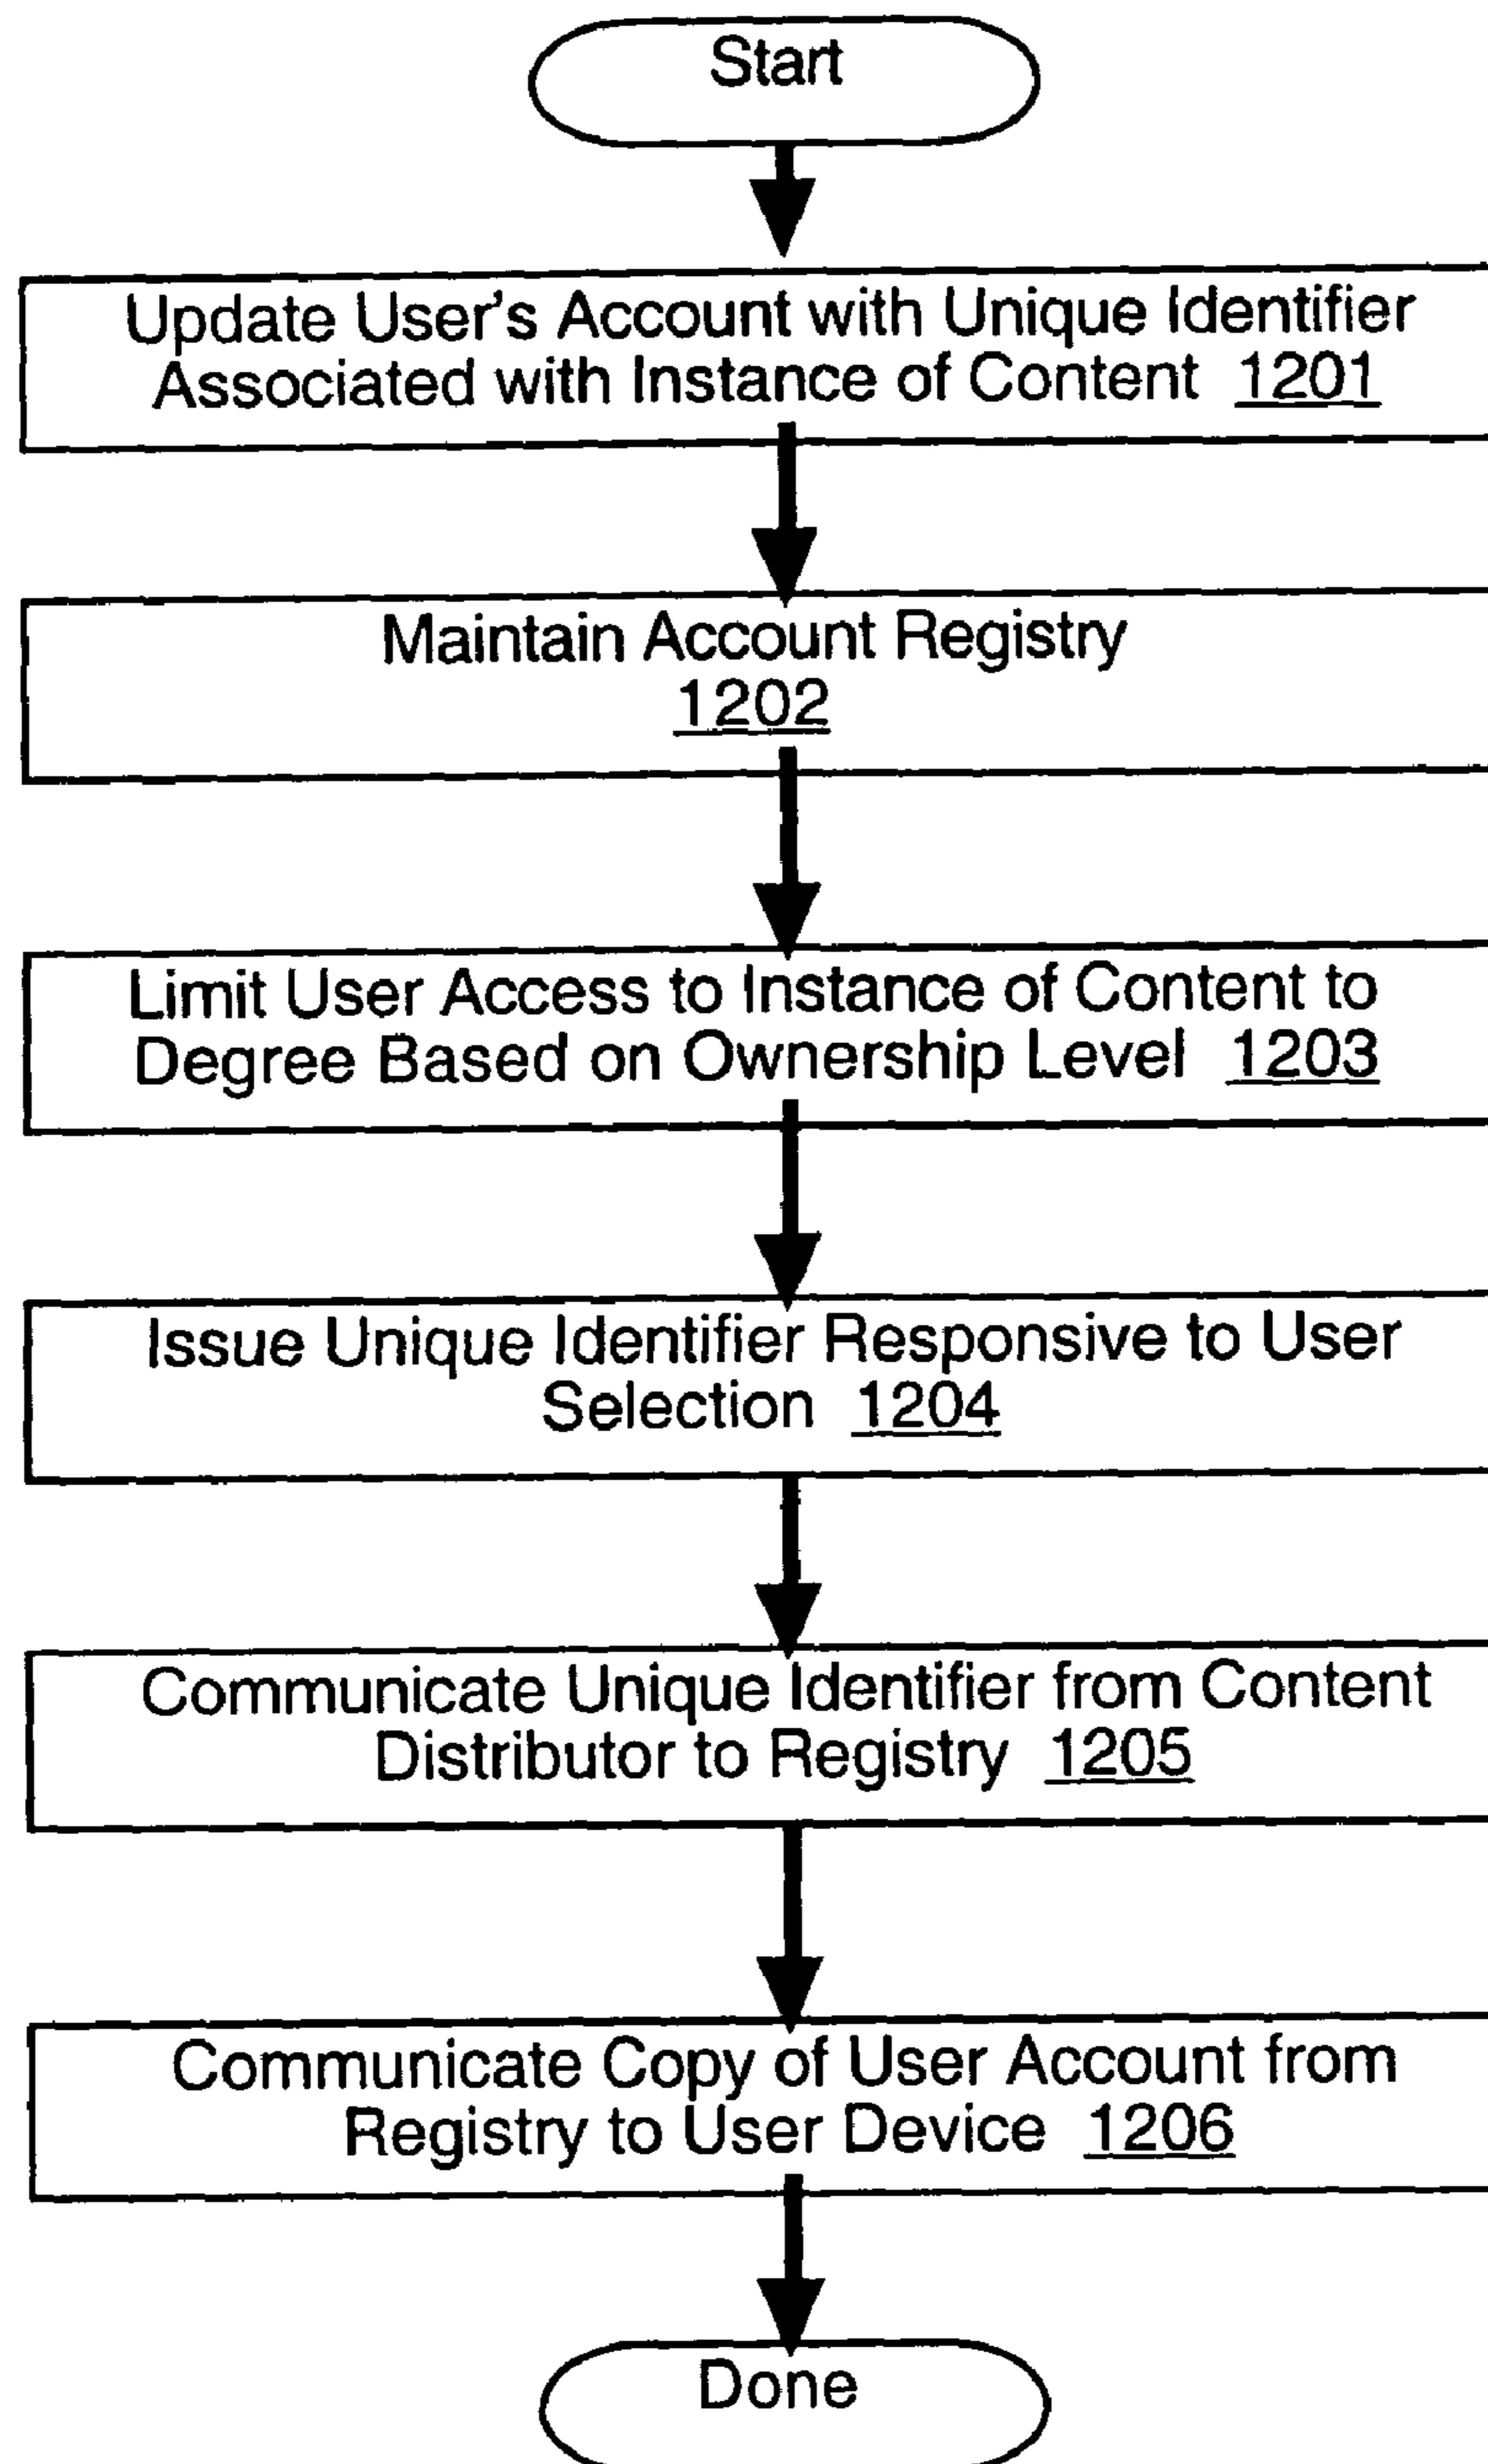 Start
Update User's Account with Unique Identifier
Associated with Instance of Content 1201
Maintain Account Registry
1202
Limit User Access to Instance of Content to
Degree Based on Ownership Level 1203
Issue Unique Identifier Responsive to User
Selection 1204
Communicate Unique Identifier from Content
Distributor to Registry 1205
Communicate Copy of User Account from
Registry to User Device 1206
Done